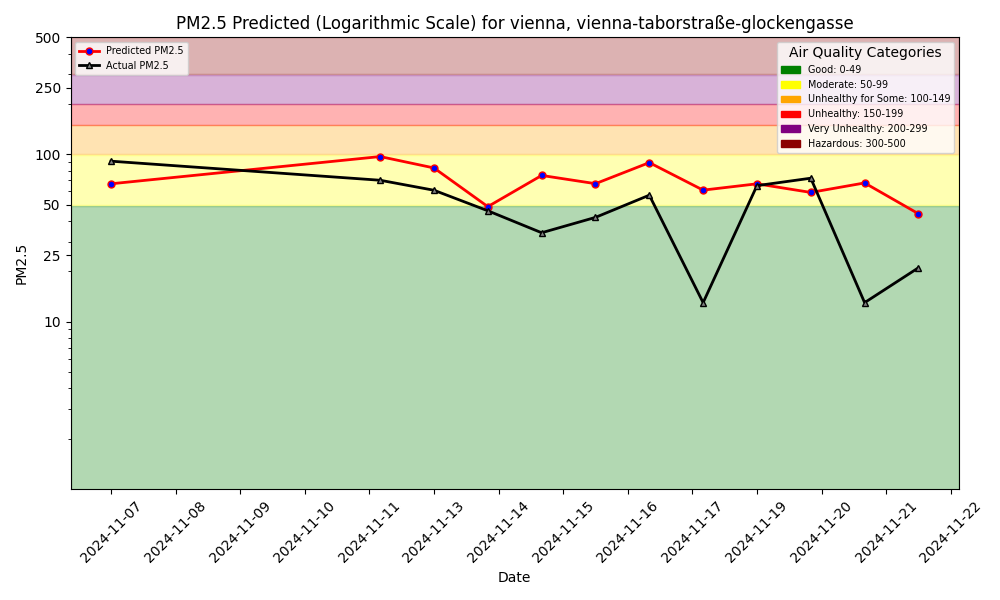 PM2.5 Predicted (Logarithmic Scale) for vienna, vienna-taborstraße-glockengasse
Predicted PM2.5
Actual PM2.5
Air Quality Categories
Good: 0-49
Moderate: 50-99
Unhealthy for Some: 100-149
Unhealthy: 150-199
Very Unhealthy: 200-299
Hazardous: 300-500
500
250
100
50
25
10
PM2.5
2024-11-07
2024-11-08
2024-11-09
2024-11-10
2024-11-11
2024-11-13
2024-11-14
2024-11-15
2024-11-16
2024-11-17
2024-11-19
2024-11-20
2024-11-21
2024-11-22
Date